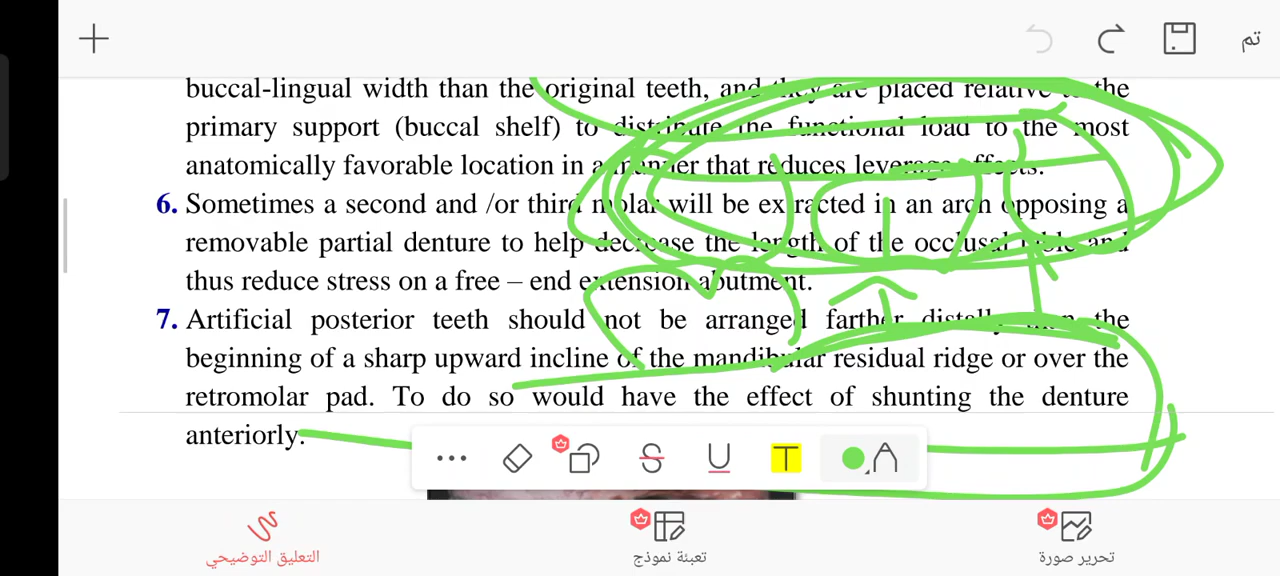 تم
buccal-lingual width than the original teeth, and they are placed relative to the
primary support (buccal shelf) to distribute the functional load to the most
anatomically favorable location in a manner that reduces leverage effects.
6. Sometimes a second and /or third molar will be extracted in an arch opposing a
removable partial denture to help decrease the length of the occlusal table and
thus reduce stress on a free – end extension abutment.
7. Artificial posterior teeth should not be arranged farther distally than the
beginning of a sharp upward incline of the mandibular residual ridge or over the
retromolar pad. To do so would have the effect of shunting the denture
anteriorly.
التعليق التوضيحي
تعبئة نموذج
تحرير صورة